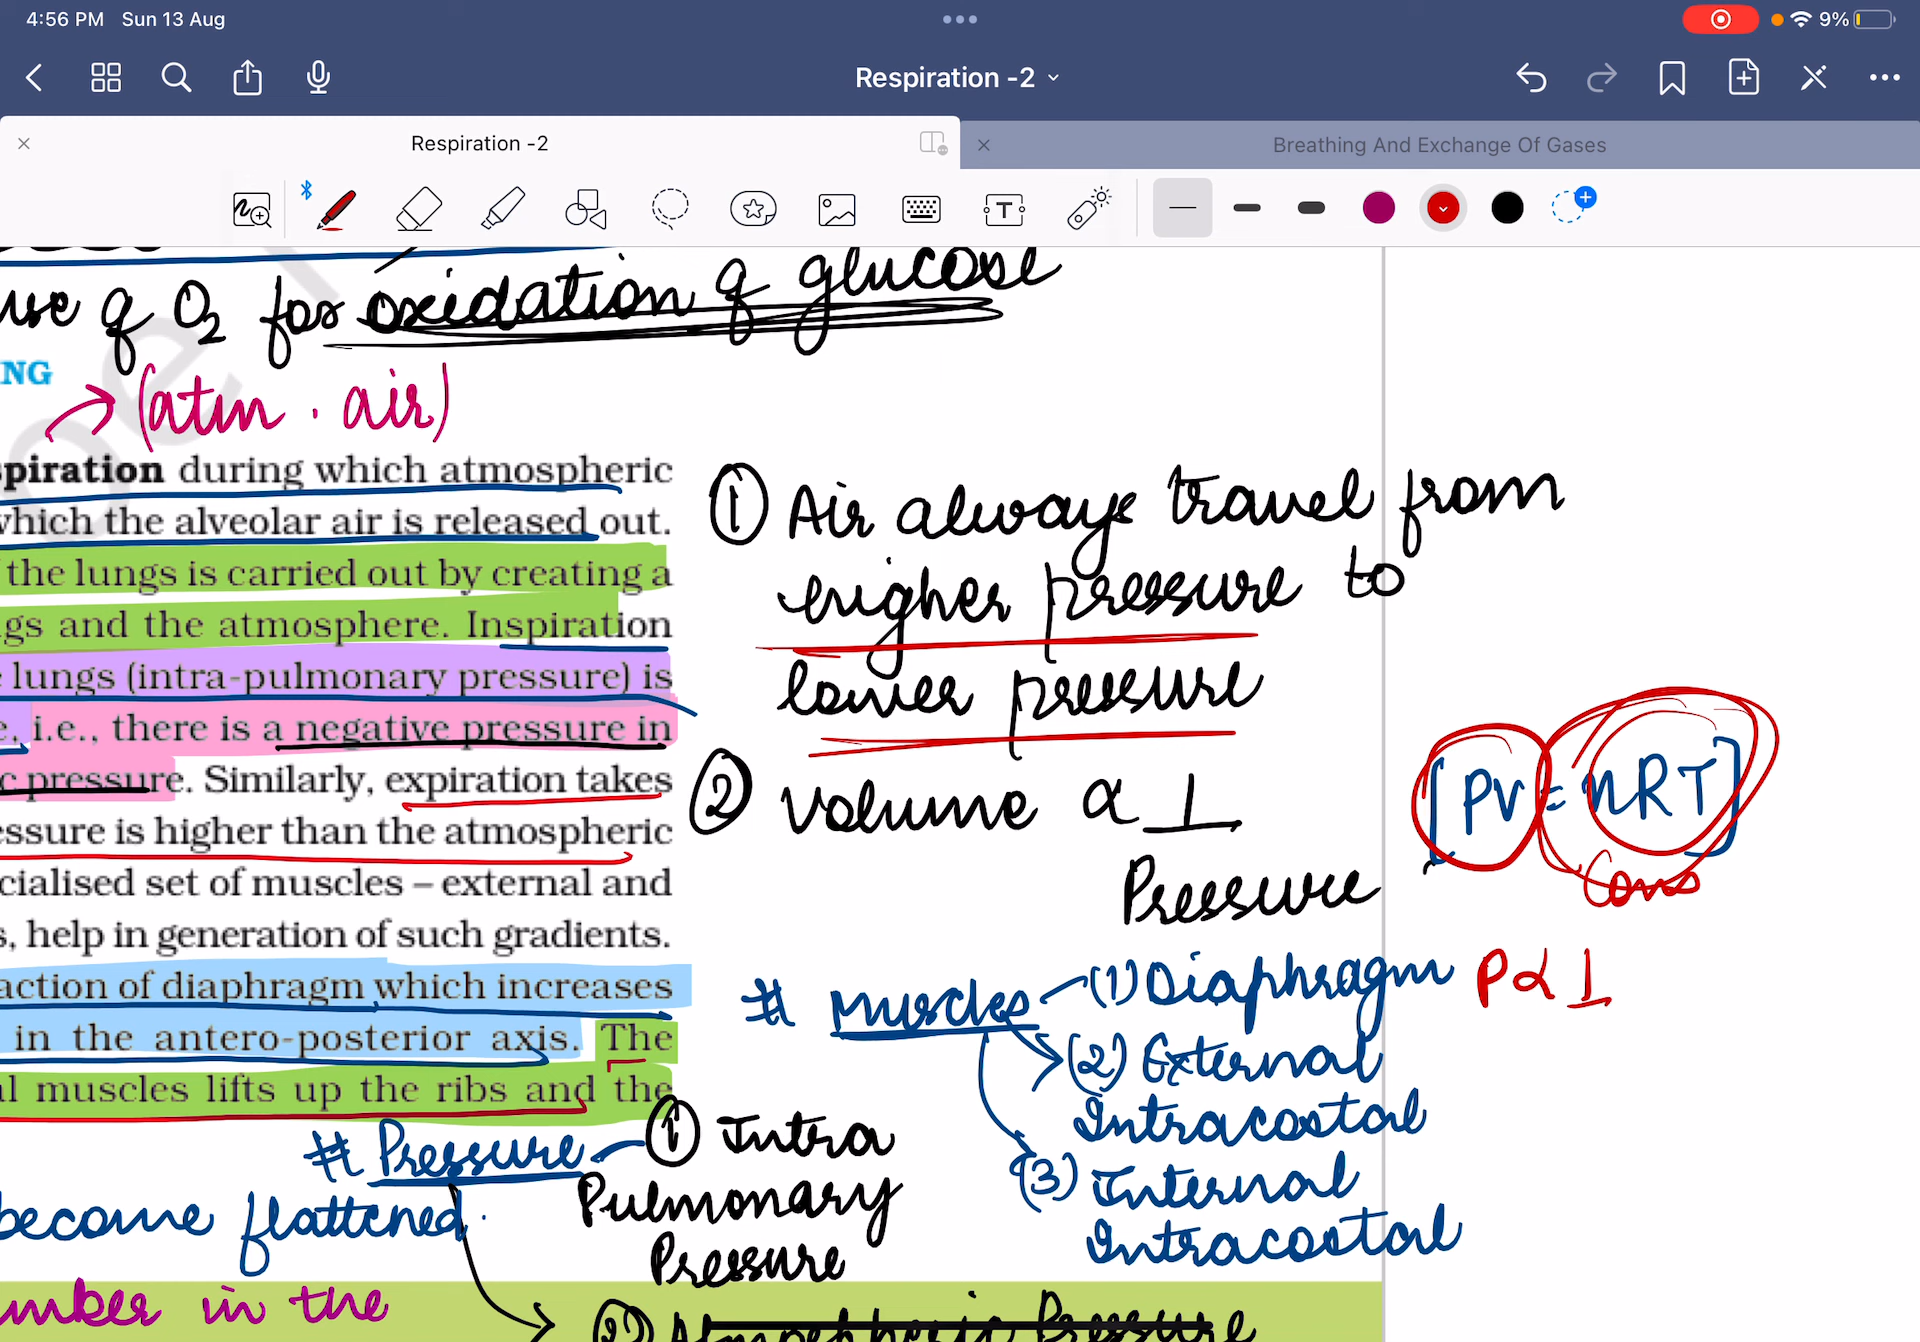 4:56 PM Sun 13 Aug
9%
Respiration -2
Respiration -2
Breathing And Exchange Of Gases
use of O2 for oxidation of glucose
NG
(atm. air)
spiration during which atmospheric
which the alveolar air is released out.
the lungs is carried out by creating a
gs and the atmosphere. Inspiration
lungs (intra-pulmonary pressure) is
e, i.e., there is a negative pressure in
c pressure. Similarly, expiration takes
essure is higher than the atmospheric
cialised set of muscles – external and
s, help in generation of such gradients.
action of diaphragm which increases
in the antero-posterior axis. The
al muscles lifts up the ribs and the
① Air always travel from
higher pressure to
lower pressure
② Volume α 1
Pressure
[PV = nRT]
Cons
P α 1
# Muscles (1) Diaphragm
(2) External
Intracostal
(3) Internal
Intracostal
# Pressure ① Intra
Pulmonary
Pressure
become flattened.
mber in the
(2) Atmospheric Pressure